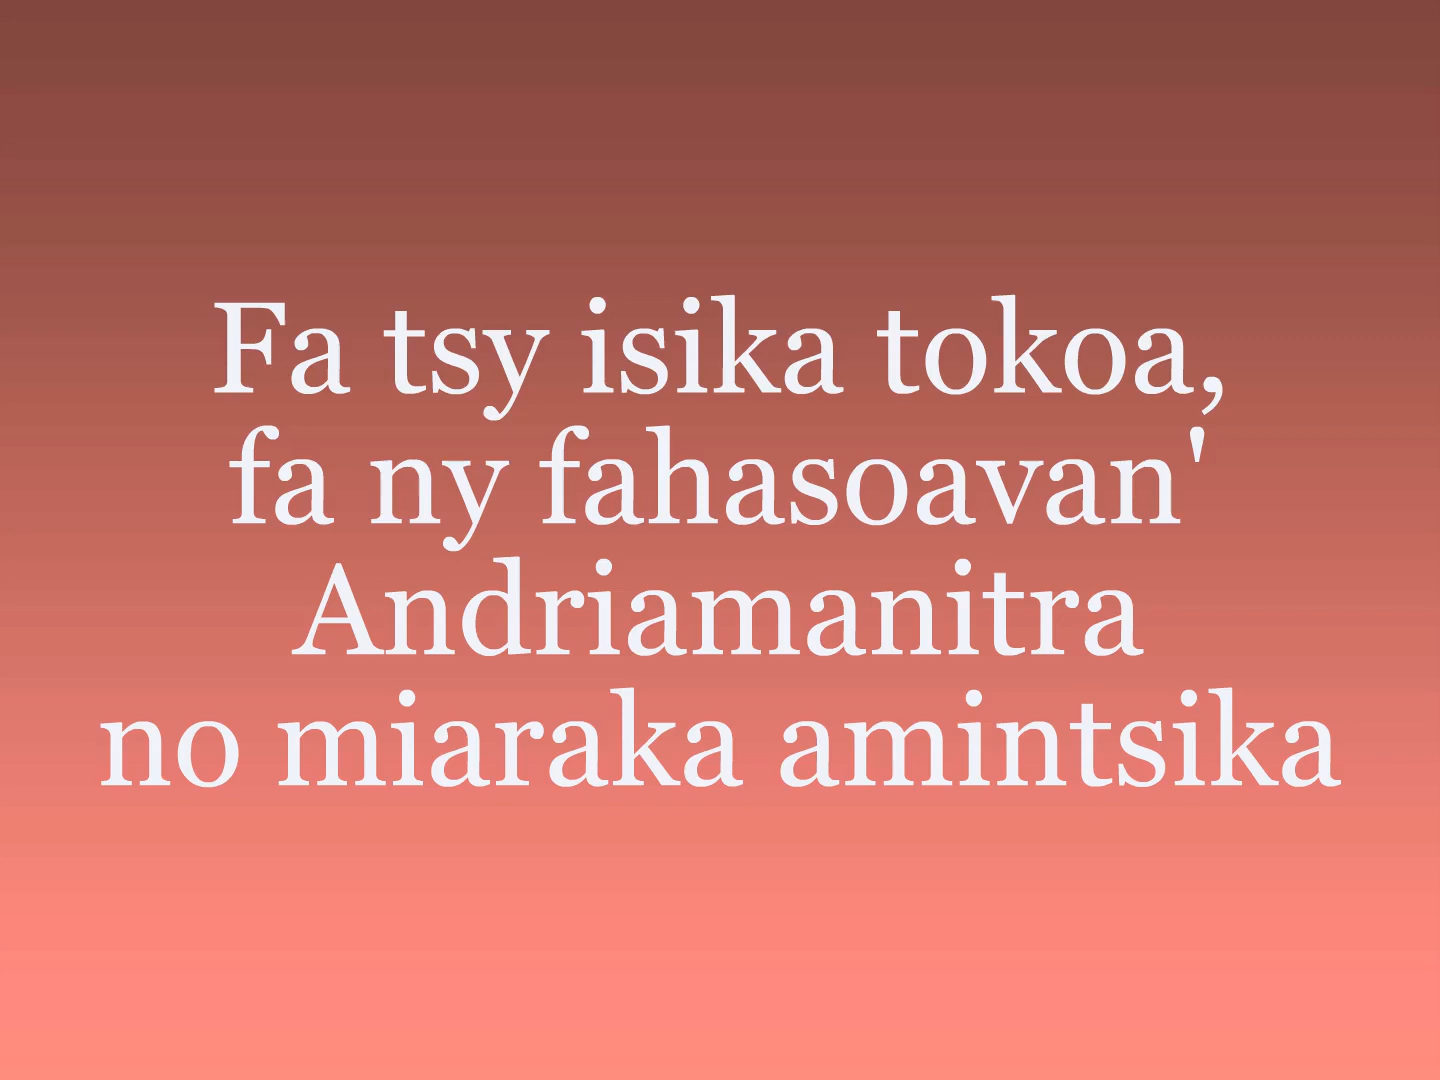 Fa tsy isika tokoa,
fa ny fahasoavan'
Andriamanitra
no miaraka amintsika